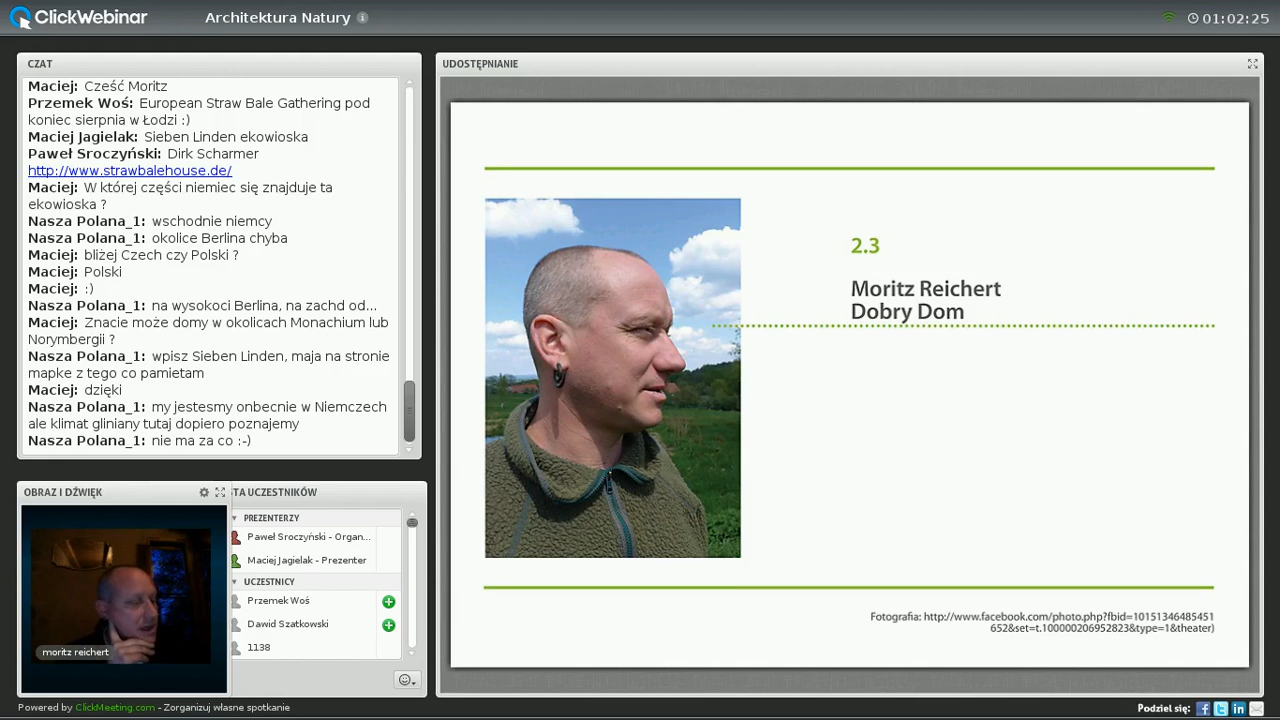 ClickWebinar
Architektura Natury
01:02:25
CZAT
Maciej: Cześć Moritz
Przemek Woś: European Straw Bale Gathering pod
koniec sierpnia w Łodzi :)
Maciej Jagielak: Sieben Linden ekowioska
Paweł Sroczyński: Dirk Scharmer
http://www.strawbalehouse.de/
Maciej: W której części niemiec się znajduje ta
ekowioska ?
Nasza Polana_1: wschodnie niemcy
Nasza Polana_1: okolice Berlina chyba
Maciej: bliżej Czech czy Polski ?
Maciej: Polski
Maciej: :)
Nasza Polana_1: na wysokoci Berlina, na zachd od...
Maciej: Znacie może domy w okolicach Monachium lub
Norymbergii ?
Nasza Polana_1: wpisz Sieben Linden, maja na stronie
mapke z tego co pamietam
Maciej: dzięki
Nasza Polana_1: my jestesmy onbecnie w Niemczech
ale klimat gliniany tutaj dopiero poznajemy
Nasza Polana_1: nie ma za co :-)
OBRAZ I DŹWIĘK
moritz reichert
TA UCZESTNIKÓW
PREZENTERZY
Paweł Sroczyński - Organ...
Maciej Jagielak - Prezenter
UCZESTNICY
Przemek Woś
Dawid Szatkowski
1138
UDOSTĘPNIANIE
2.3
Moritz Reichert
Dobry Dom
Fotografia: http://www.facebook.com/photo.php?fbid=10151346485451
652&set=t.100000206952823&type=1&theater)
Powered by ClickMeeting.com - Zorganizuj własne spotkanie
Podziel się: